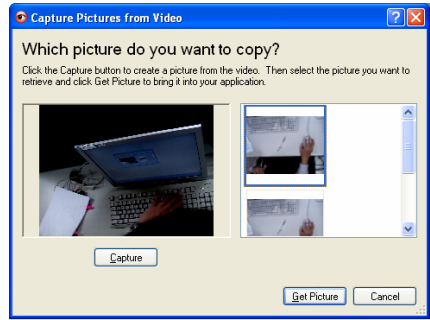 Capture Pictures from Video
Which picture do you want to copy?
Click the Capture button to create a picture from the video. Then select the picture you want to
retrieve and click Get Picture to bring it into your application.
Capture
Get Picture
Cancel